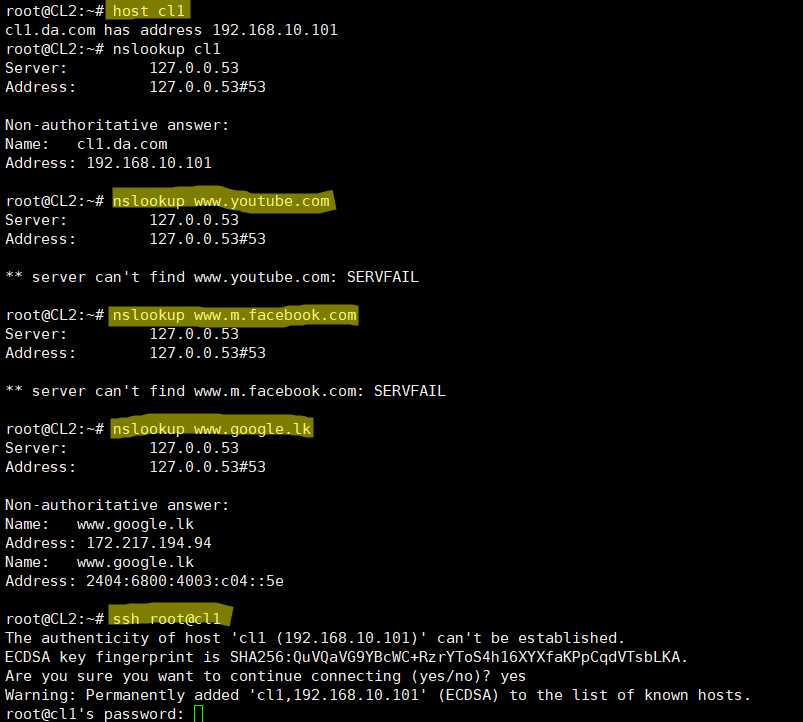 root@CL2:~# host cl1
cl1.da.com has address 192.168.10.101
root@CL2:~# nslookup cl1
Server:         127.0.0.53
Address:        127.0.0.53#53

Non-authoritative answer:
Name:   cl1.da.com
Address: 192.168.10.101

root@CL2:~# nslookup www.youtube.com
Server:         127.0.0.53
Address:        127.0.0.53#53

** server can't find www.youtube.com: SERVFAIL

root@CL2:~# nslookup www.m.facebook.com
Server:         127.0.0.53
Address:        127.0.0.53#53

** server can't find www.m.facebook.com: SERVFAIL

root@CL2:~# nslookup www.google.lk
Server:         127.0.0.53
Address:        127.0.0.53#53

Non-authoritative answer:
Name:   www.google.lk
Address: 172.217.194.94
Name:   www.google.lk
Address: 2404:6800:4003:c04::5e

root@CL2:~# ssh root@cl1
The authenticity of host 'cl1 (192.168.10.101)' can't be established.
ECDSA key fingerprint is SHA256:QuVQaVG9YBcWC+RzrYToS4h16XYXfaKPpCqdVTsbLKA.
Are you sure you want to continue connecting (yes/no)? yes
Warning: Permanently added 'cl1,192.168.10.101' (ECDSA) to the list of known hosts.
root@cl1's password: